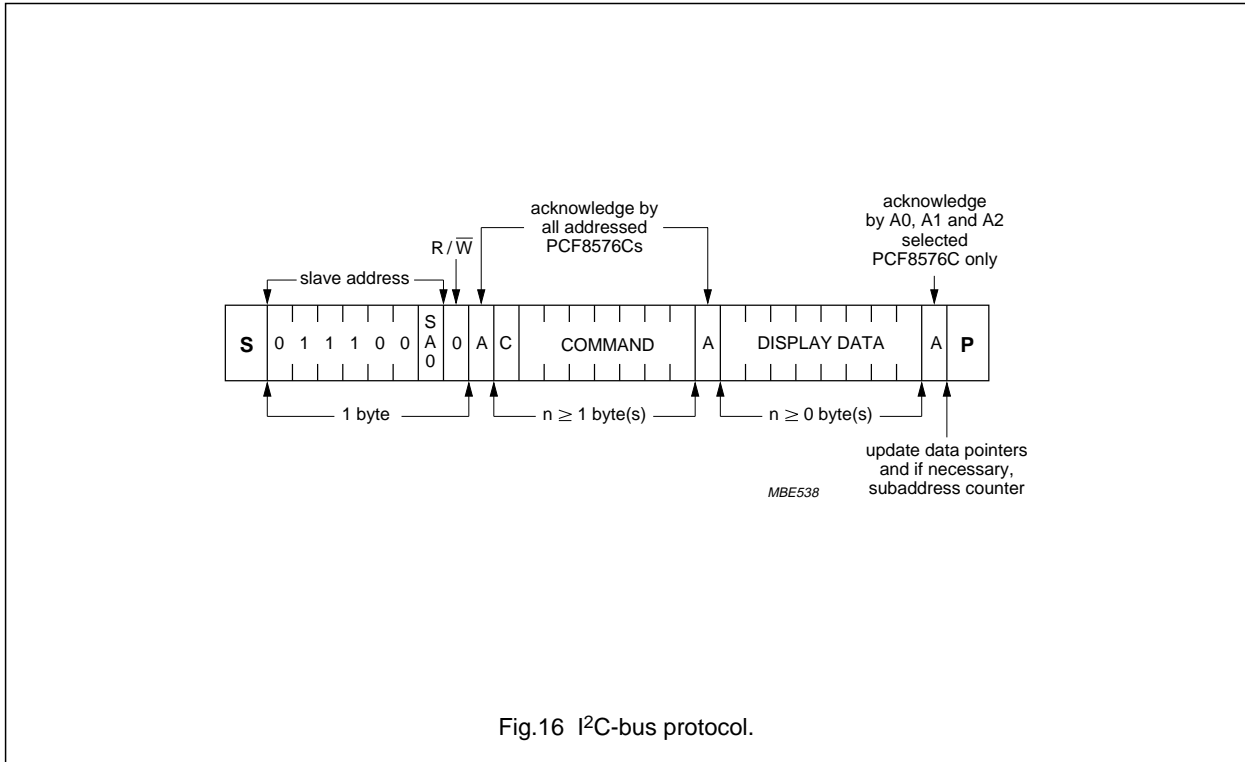 acknowledge by
all addressed
PCF8576Cs
acknowledge
by A0, A1 and A2
selected
PCF8576C only
R / W̅
slave address
S 0 1 1 1 0 0 S A 0 0 A C COMMAND A DISPLAY DATA A P
1 byte
n ≥ 1 byte(s)
n ≥ 0 byte(s)
update data pointers
and if necessary,
subaddress counter
MBE538
Fig.16 I²C-bus protocol.